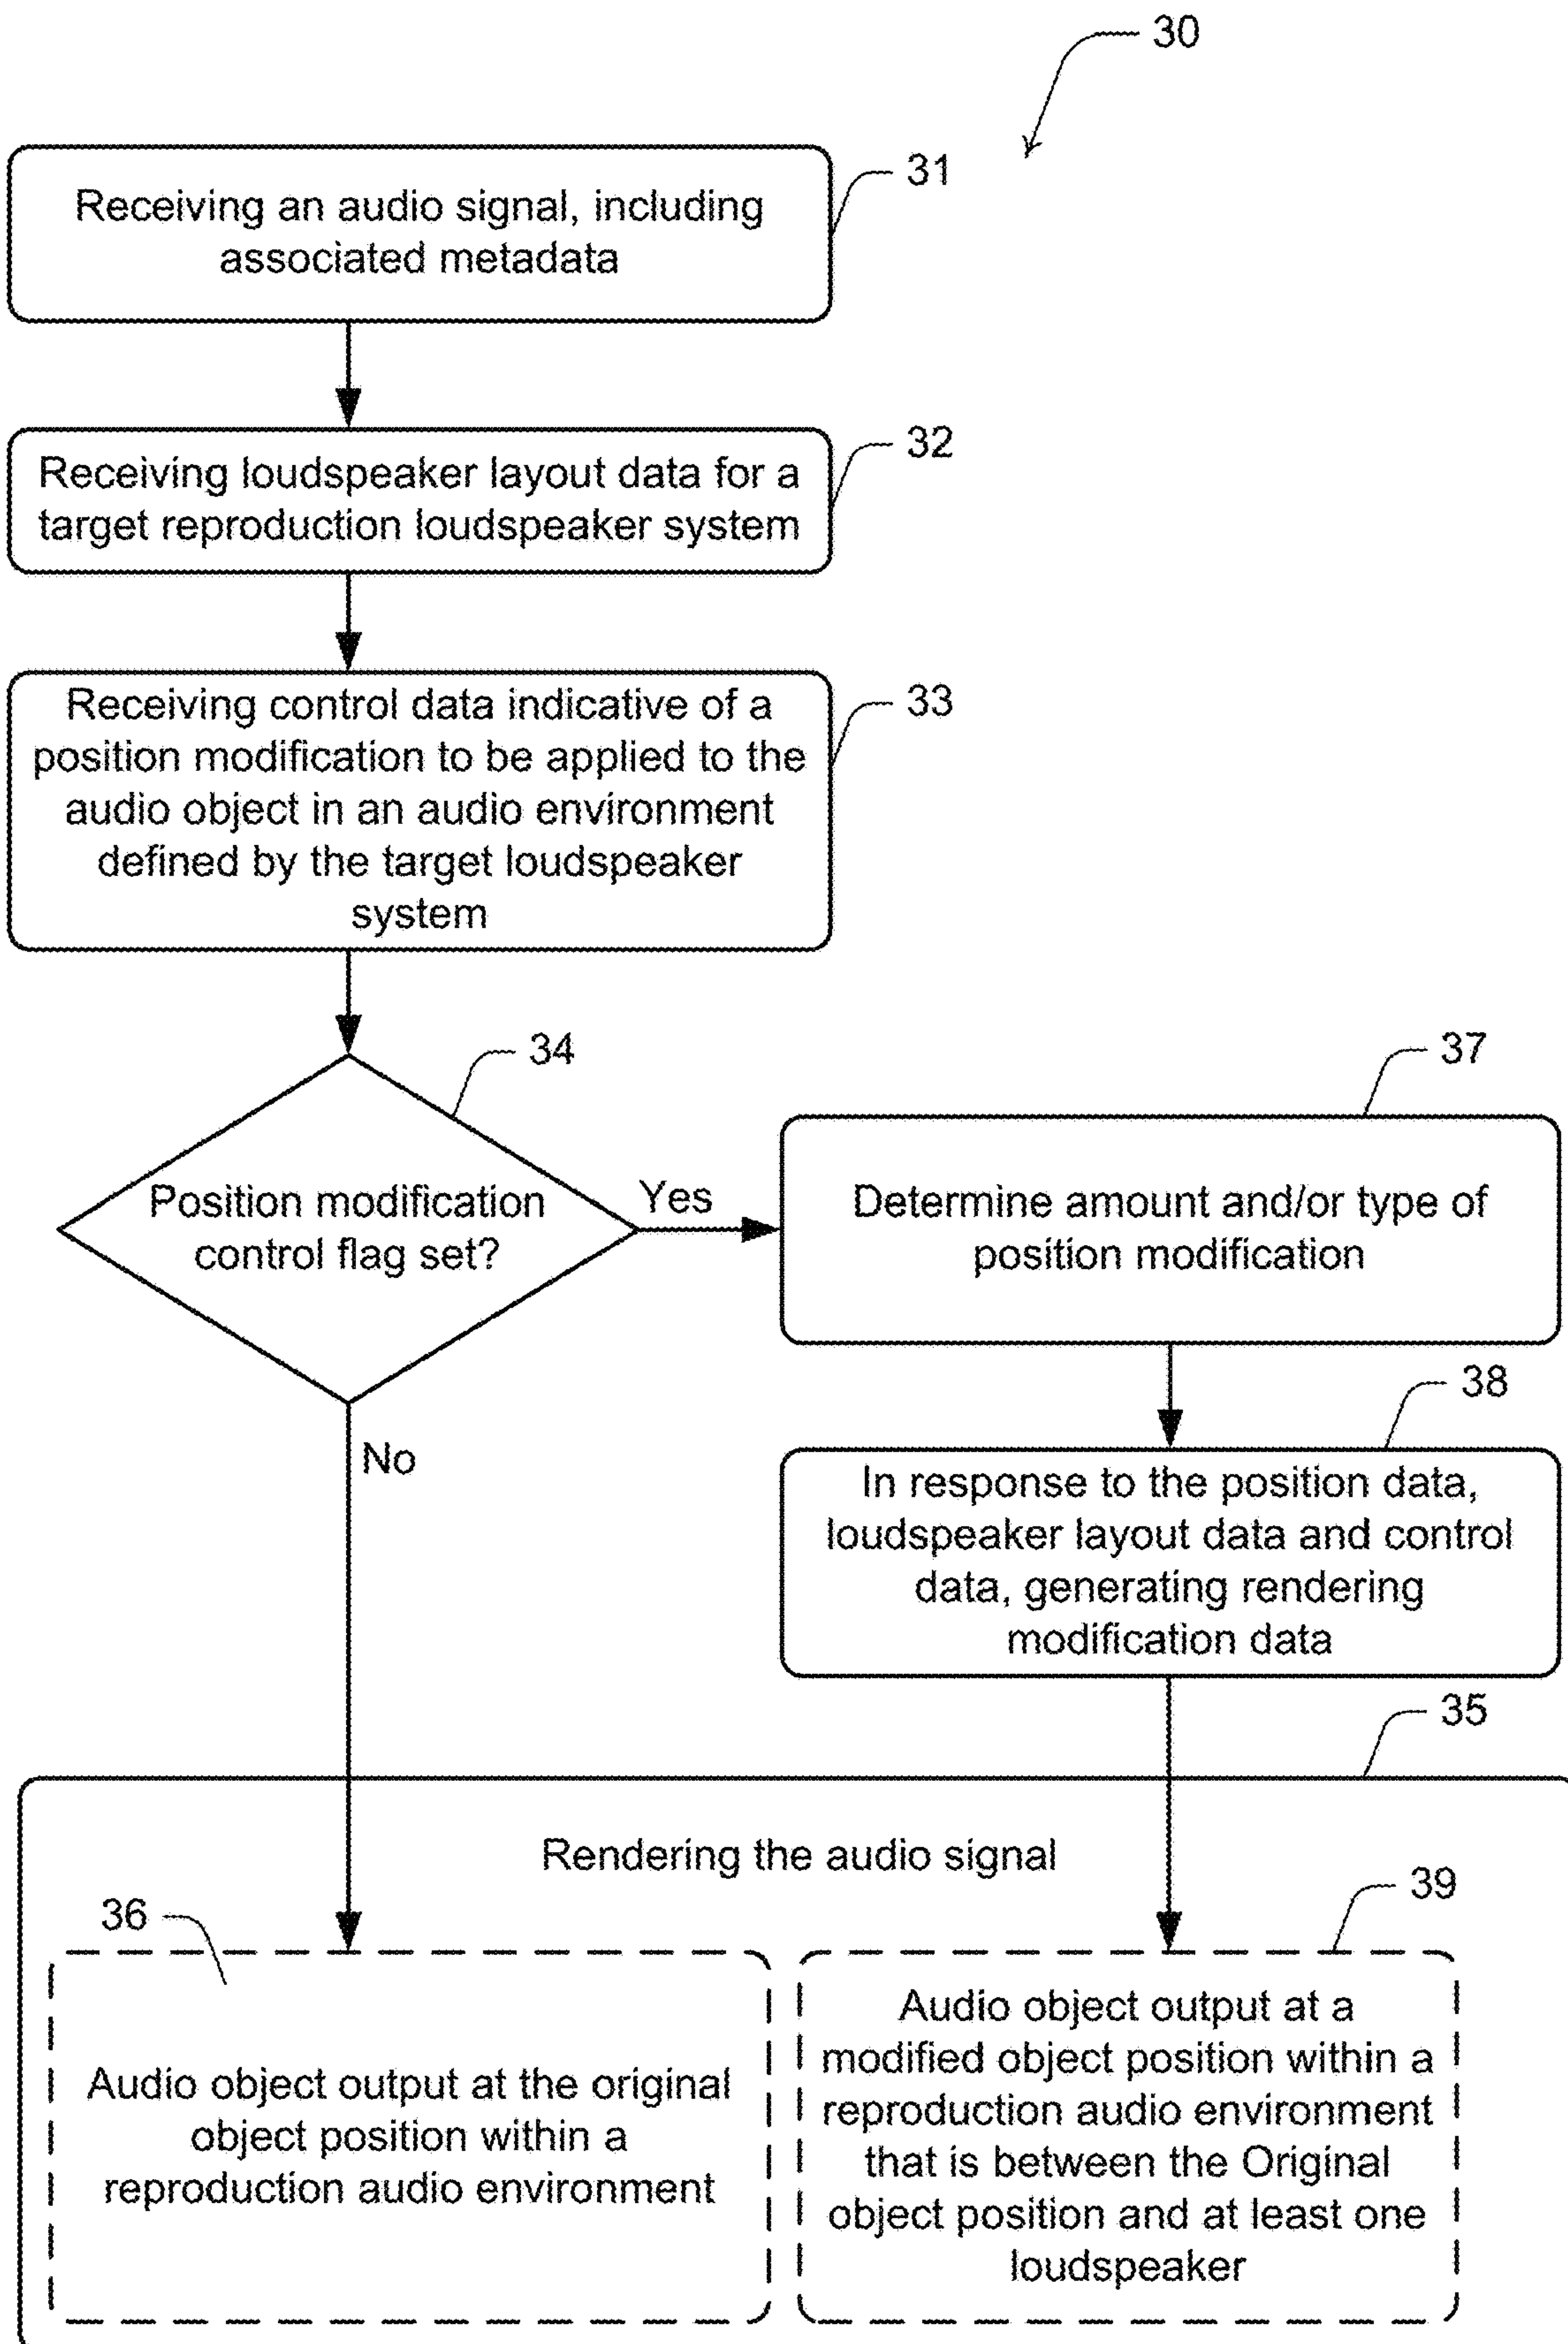 30
31
Receiving an audio signal, including
associated metadata
32
Receiving loudspeaker layout data for a
target reproduction loudspeaker system
33
Receiving control data indicative of a
position modification to be applied to the
audio object in an audio environment
defined by the target loudspeaker
system
34
Position modification
control flag set?
Yes
No
37
Determine amount and/or type of
position modification
38
In response to the position data,
loudspeaker layout data and control
data, generating rendering
modification data
35
Rendering the audio signal
36
Audio object output at the original
object position within a
reproduction audio environment
39
Audio object output at a
modified object position within a
reproduction audio environment
that is between the Original
object position and at least one
loudspeaker